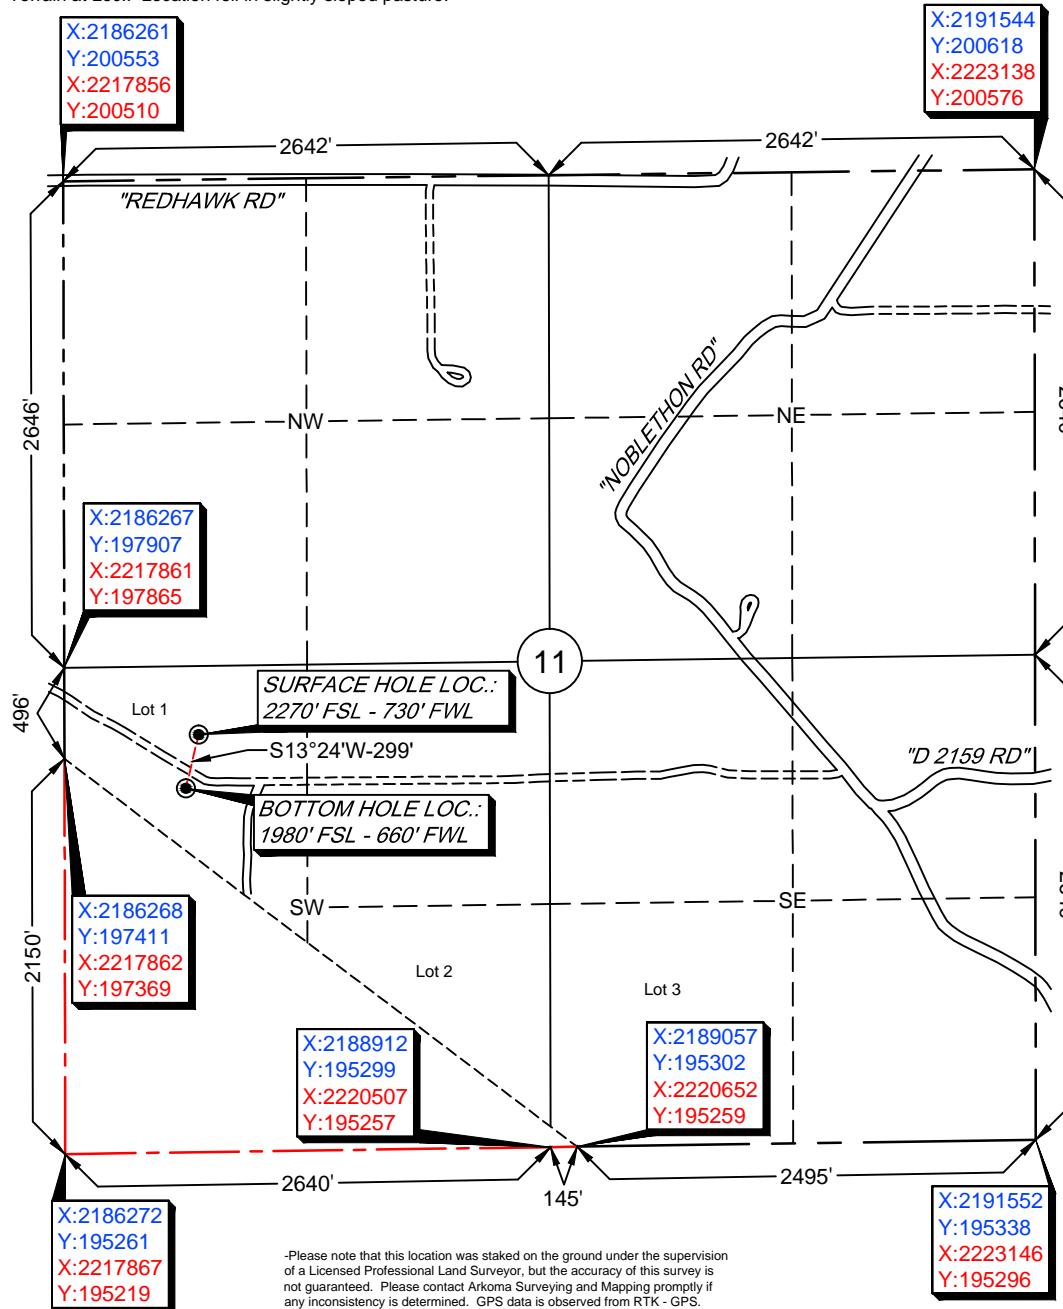 X:2186261
Y:200553
X:2217856
Y:200510
X:2191544
Y:200618
X:2223138
Y:200576
2642'
2642'
"REDHAWK RD"
2646'
NW
NE
"NOBLETHON RD"
X:2186267
Y:197907
X:2217861
Y:197865
11
496'
Lot 1
SURFACE HOLE LOC.:
2270' FSL - 730' FWL
S13°24'W-299'
"D 2159 RD"
BOTTOM HOLE LOC.:
1980' FSL - 660' FWL
X:2186268
Y:197411
X:2217862
Y:197369
2150'
SW
SE
Lot 2
Lot 3
X:2188912
Y:195299
X:2220507
Y:195257
X:2189057
Y:195302
X:2220652
Y:195259
2640'
145'
2495'
X:2186272
Y:195261
X:2217867
Y:195219
X:2191552
Y:195338
X:2223146
Y:195296
-Please note that this location was staked on the ground under the supervision
of a Licensed Professional Land Surveyor, but the accuracy of this survey is
not guaranteed. Please contact Arkoma Surveying and Mapping promptly if
any inconsistency is determined. GPS data is observed from RTK - GPS.